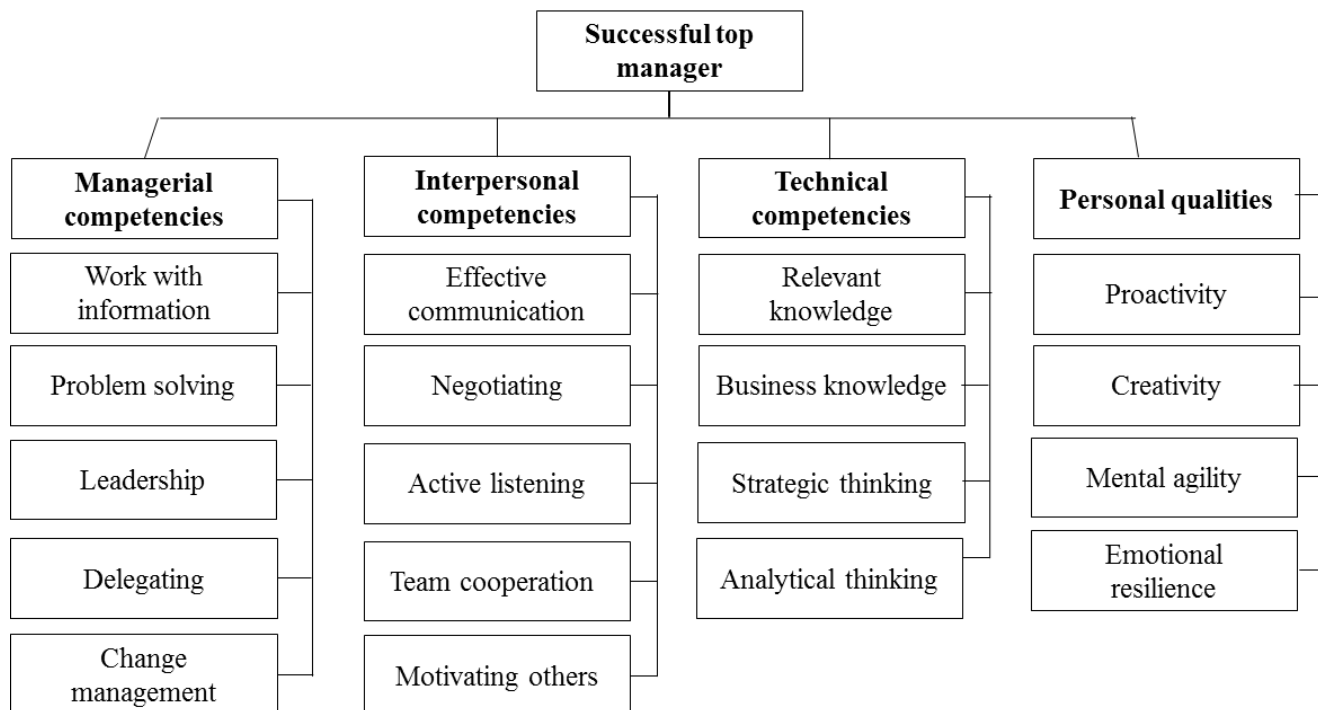 Successful top
manager
Managerial
competencies
Work with
information
Problem solving
Leadership
Delegating
Change
management
Interpersonal
competencies
Effective
communication
Negotiating
Active listening
Team cooperation
Motivating others
Technical
competencies
Relevant
knowledge
Business knowledge
Strategic thinking
Analytical thinking
Personal qualities
Proactivity
Creativity
Mental agility
Emotional
resilience